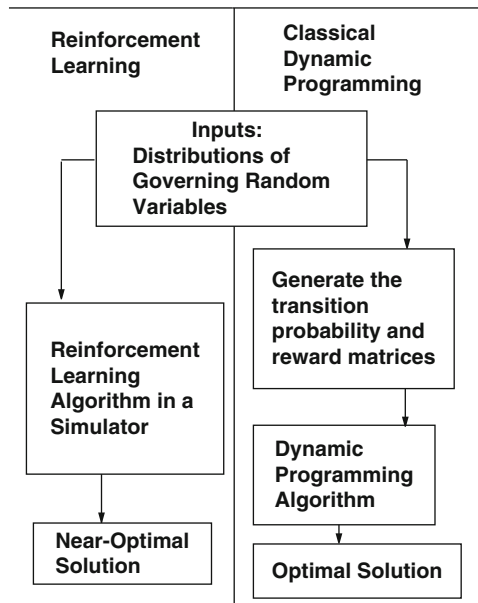 Reinforcement
Learning
Classical
Dynamic
Programming
Inputs:
Distributions of
Governing Random
Variables
Generate the
transition
probability and
reward matrices
Reinforcement
Learning
Algorithm in a
Simulator
Dynamic
Programming
Algorithm
Near-Optimal
Solution
Optimal Solution